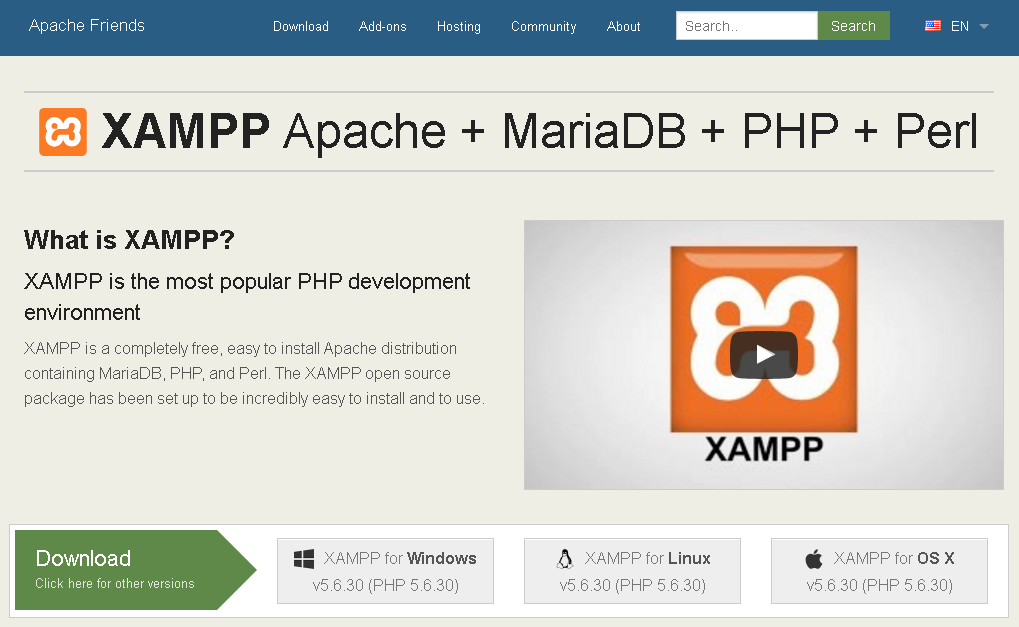 Apache Friends
Download
Add-ons
Hosting
Community
About
Search..
Search
EN
XAMPP Apache + MariaDB + PHP + Perl
What is XAMPP?
XAMPP is the most popular PHP development
environment
XAMPP is a completely free, easy to install Apache distribution
containing MariaDB, PHP, and Perl. The XAMPP open source
package has been set up to be incredibly easy to install and to use.
XAMPP
Download
Click here for other versions
XAMPP for Windows
v5.6.30 (PHP 5.6.30)
XAMPP for Linux
v5.6.30 (PHP 5.6.30)
XAMPP for OS X
v5.6.30 (PHP 5.6.30)